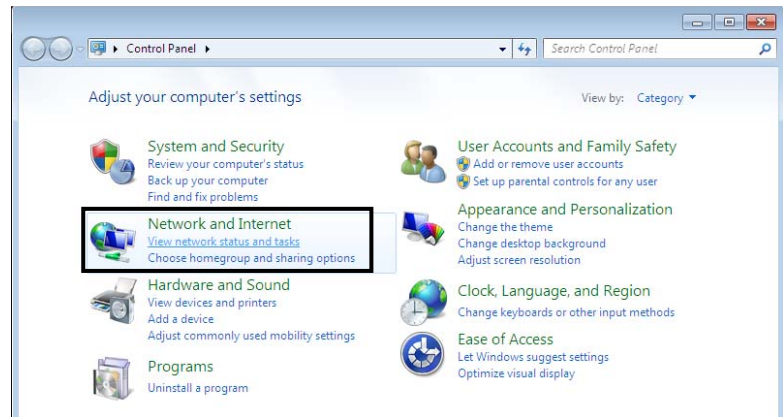 Control Panel
Search Control Panel
Adjust your computer's settings
View by: Category
System and Security
Review your computer's status
Back up your computer
Find and fix problems
Network and Internet
View network status and tasks
Choose homegroup and sharing options
Hardware and Sound
View devices and printers
Add a device
Adjust commonly used mobility settings
Programs
Uninstall a program
User Accounts and Family Safety
Add or remove user accounts
Set up parental controls for any user
Appearance and Personalization
Change the theme
Change desktop background
Adjust screen resolution
Clock, Language, and Region
Change keyboards or other input methods
Ease of Access
Let Windows suggest settings
Optimize visual display